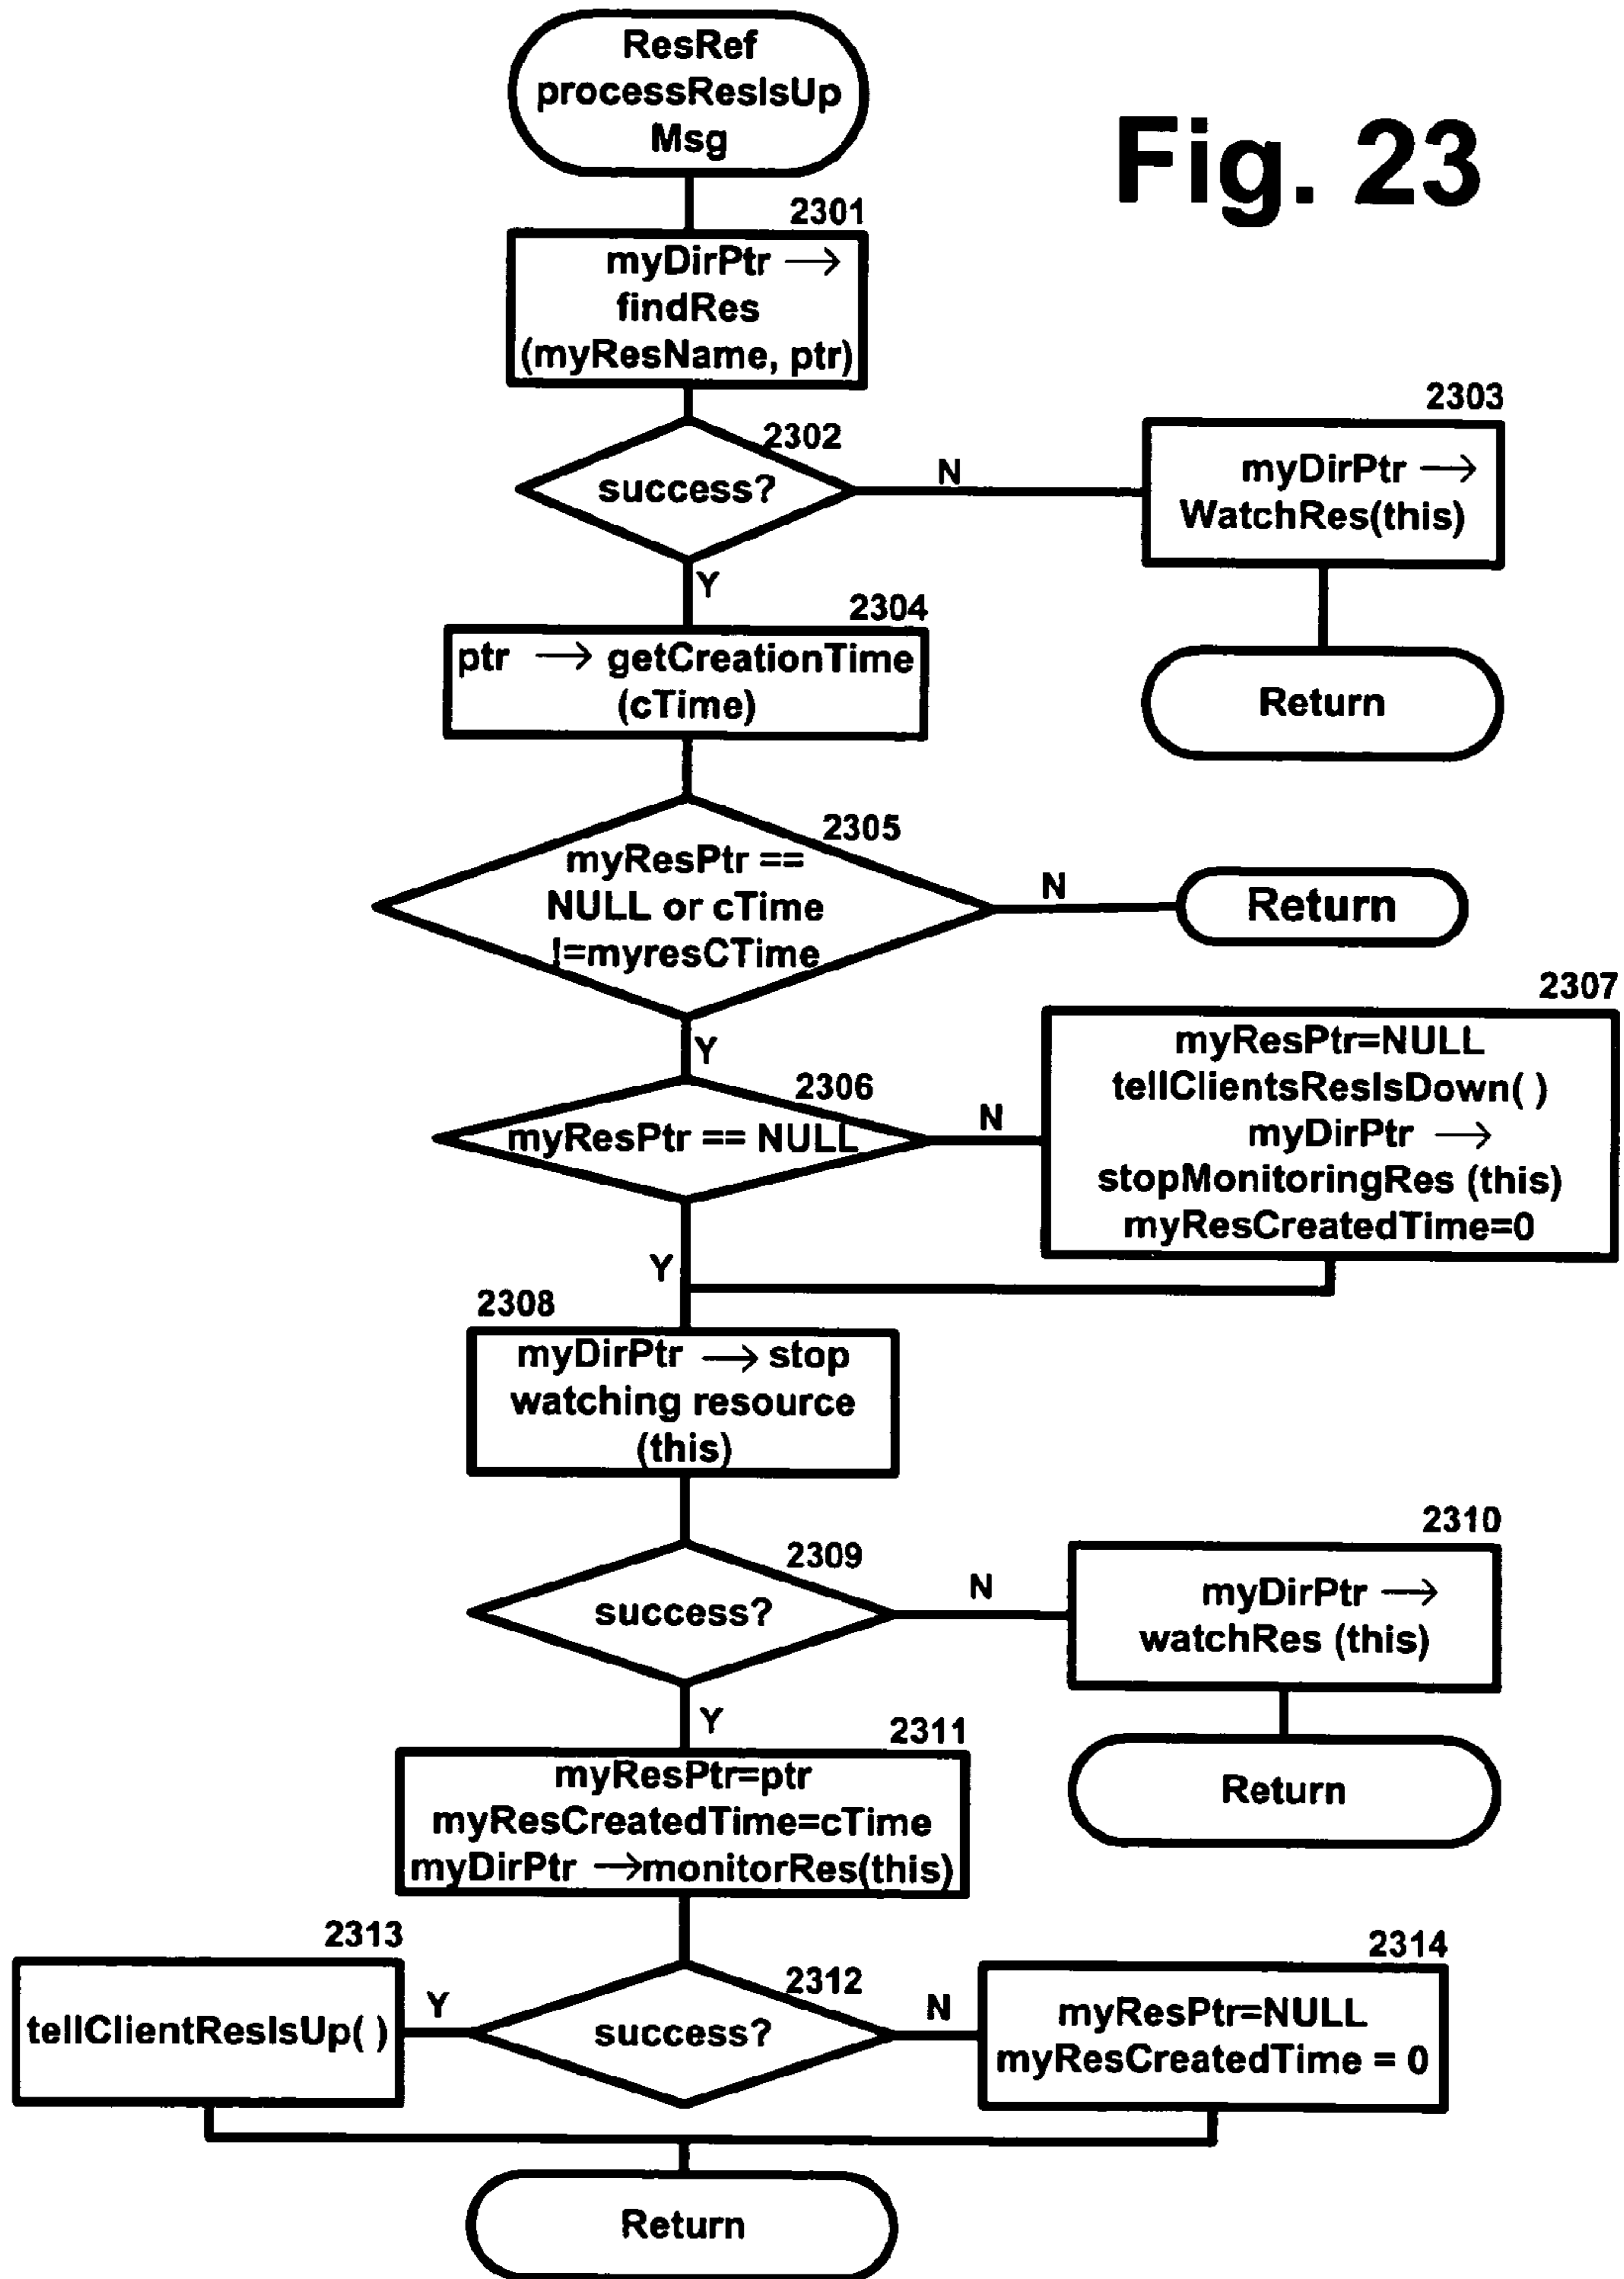 ResRef
processResIsUp
Msg
Fig. 23
2301
myDirPtr →
findRes
(myResName, ptr)
2302
success?
N
2303
myDirPtr →
WatchRes(this)
Return
Y
2304
ptr → getCreationTime
(cTime)
2305
myResPtr ==
NULL or cTime
!=myresCTime
N
Return
Y
2306
myResPtr == NULL
N
2307
myResPtr=NULL
tellClientsResIsDown( )
myDirPtr →
stopMonitoringRes (this)
myResCreatedTime=0
Y
2308
myDirPtr → stop
watching resource
(this)
2309
success?
N
2310
myDirPtr →
watchRes (this)
Return
Y
2311
myResPtr=ptr
myResCreatedTime=cTime
myDirPtr →monitorRes(this)
2312
success?
Y
2313
tellClientResIsUp( )
N
2314
myResPtr=NULL
myResCreatedTime = 0
Return